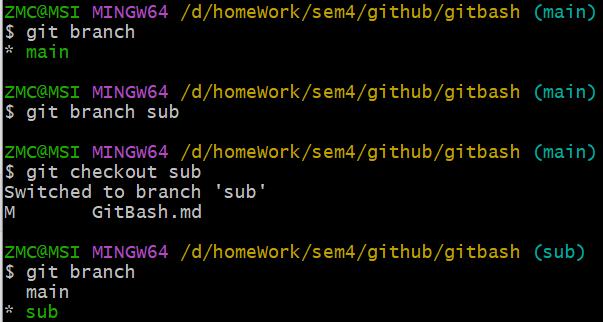 ZMC@MSI MINGW64 /d/homeWork/sem4/github/gitbash (main)
$ git branch
* main
ZMC@MSI MINGW64 /d/homeWork/sem4/github/gitbash (main)
$ git branch sub
ZMC@MSI MINGW64 /d/homeWork/sem4/github/gitbash (main)
$ git checkout sub
Switched to branch 'sub'
M       GitBash.md
ZMC@MSI MINGW64 /d/homeWork/sem4/github/gitbash (sub)
$ git branch
  main
* sub